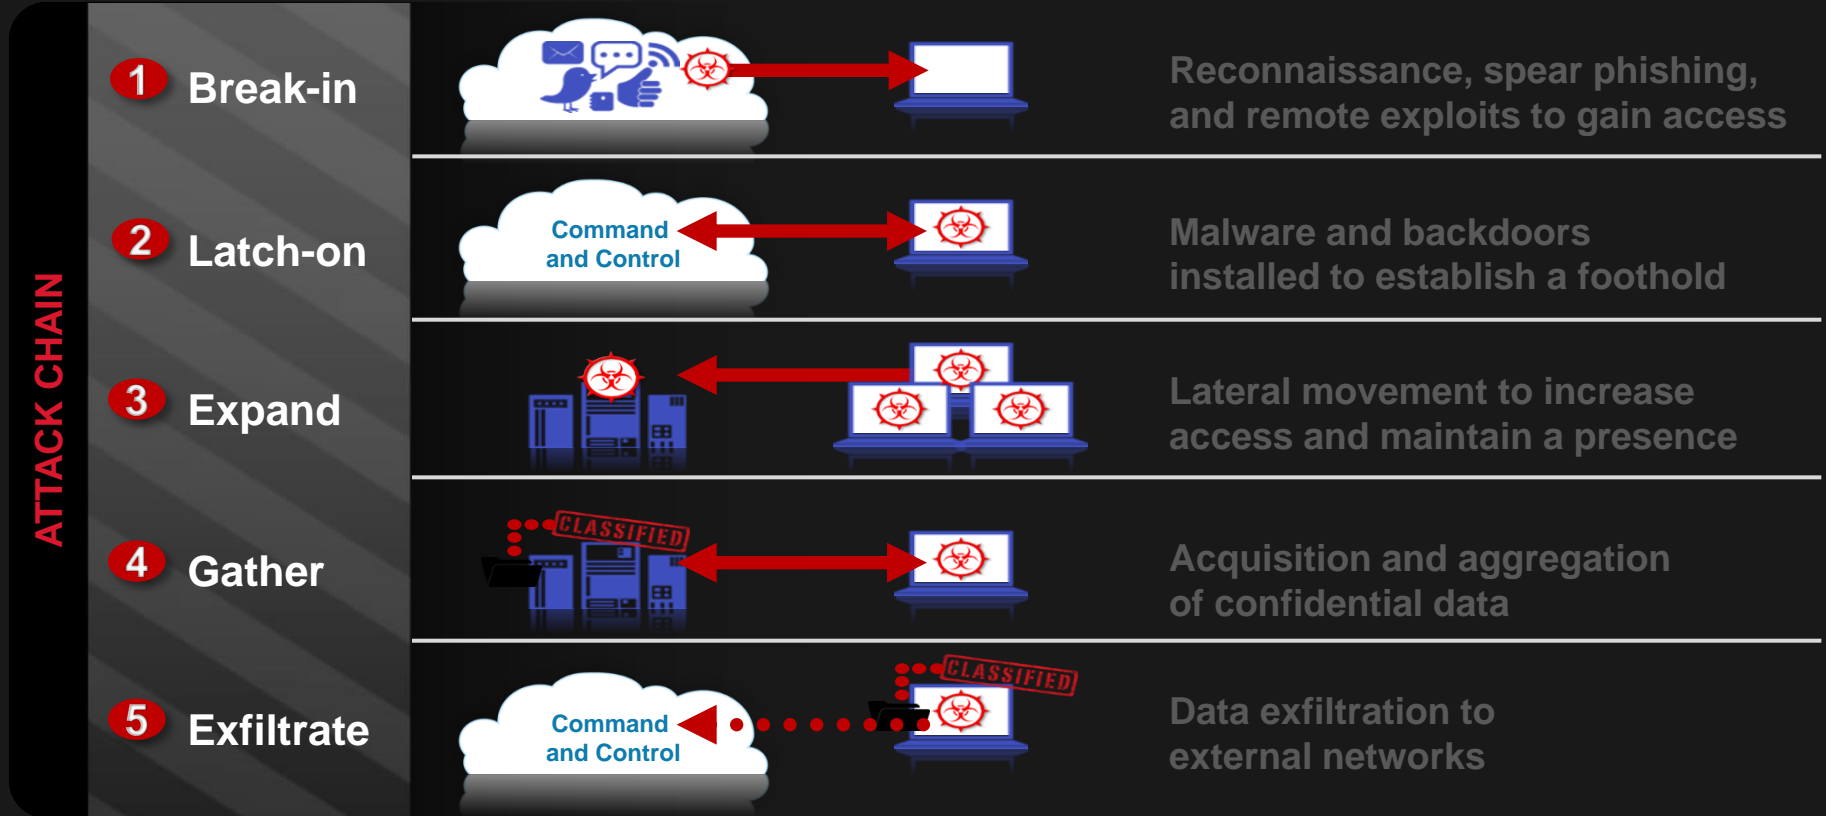 ATTACK CHAIN
1 Break-in
Reconnaissance, spear phishing,
and remote exploits to gain access
2 Latch-on
Command
and Control
Malware and backdoors
installed to establish a foothold
3 Expand
Lateral movement to increase
access and maintain a presence
4 Gather
CLASSIFIED
Acquisition and aggregation
of confidential data
5 Exfiltrate
Command
and Control
CLASSIFIED
Data exfiltration to
external networks